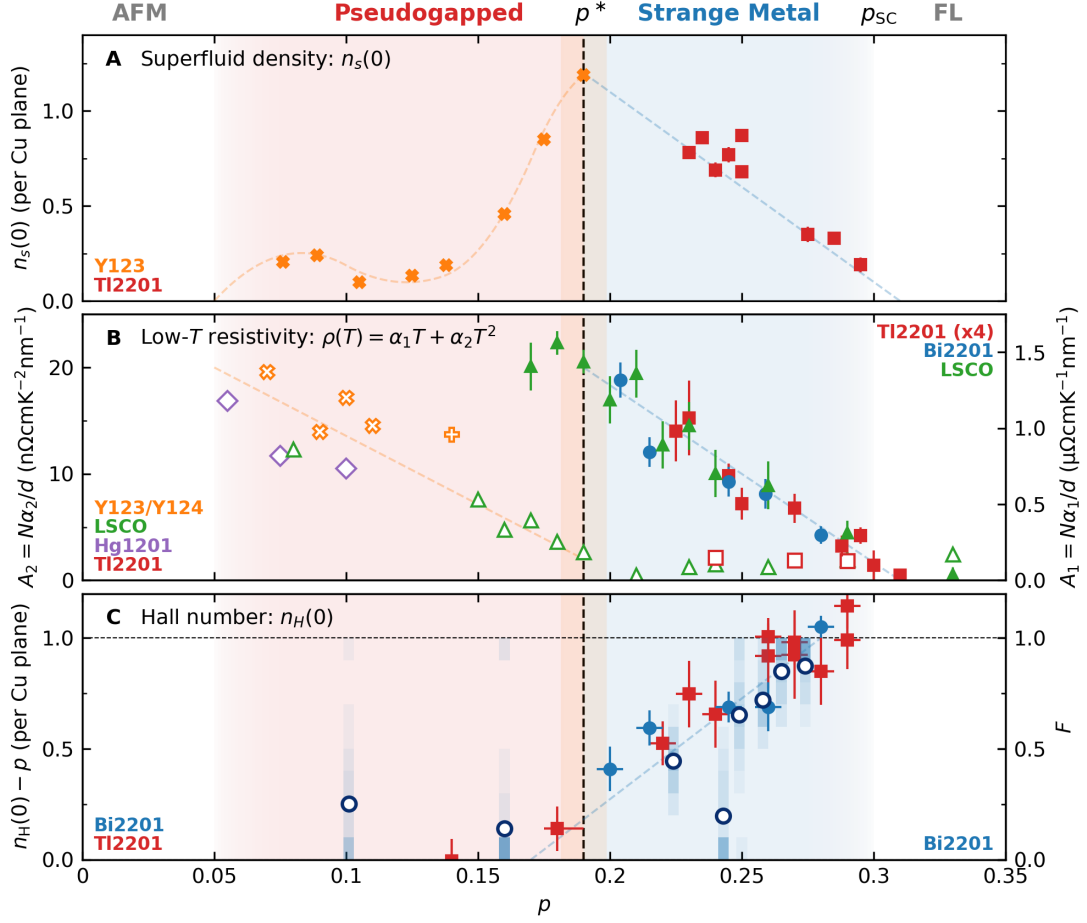 AFM Pseudogapped p* Strange Metal pSC FL
A Superfluid density: ns(0)
ns(0) (per Cu plane)
1.0
0.5
0.0
Y123
Tl2201
B Low-T resistivity: ρ(T) = α₁T + α₂T²
A₂ = Nα₂/d (nΩcmK⁻²nm⁻¹)
20
10
0
Tl2201 (x4)
Bi2201
LSCO
Y123/Y124
LSCO
Hg1201
Tl2201
1.5
1.0
0.5
0.0
A₁ = Nα₁/d (μΩcmK⁻¹nm⁻¹)
C Hall number: nH(0)
nH(0) − p (per Cu plane)
1.0
0.5
0.0
Bi2201
Tl2201
Bi2201
1.0
0.5
0.0
F
0 0.05 0.1 0.15 0.2 0.25 0.3 0.35
p